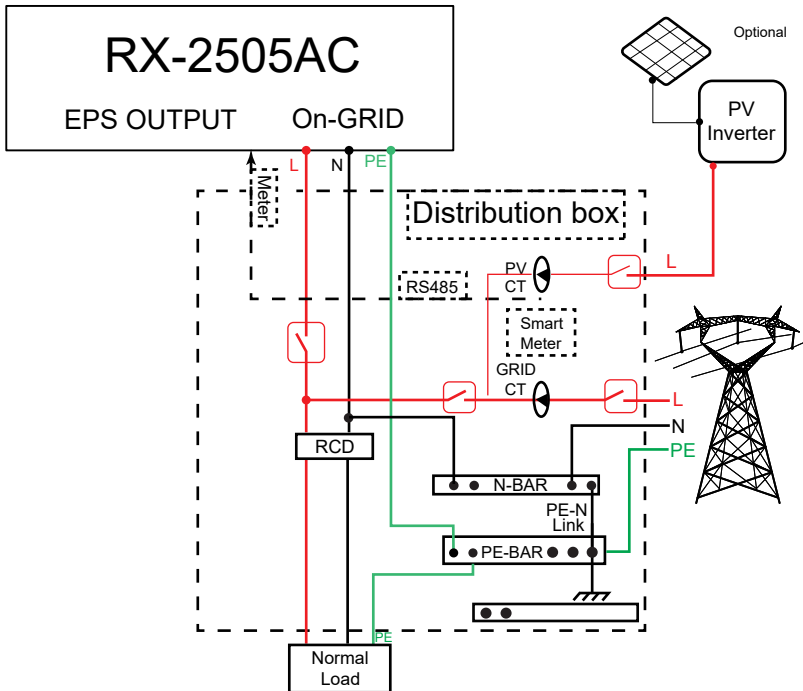 RX-2505AC
EPS OUTPUT
On-GRID
Optional
PV
Inverter
L
N
PE
Meter
Distribution box
PV
CT
L
RS485
Smart
Meter
GRID
CT
L
N
PE
RCD
N-BAR
PE-N
Link
PE-BAR
PE
Normal
Load